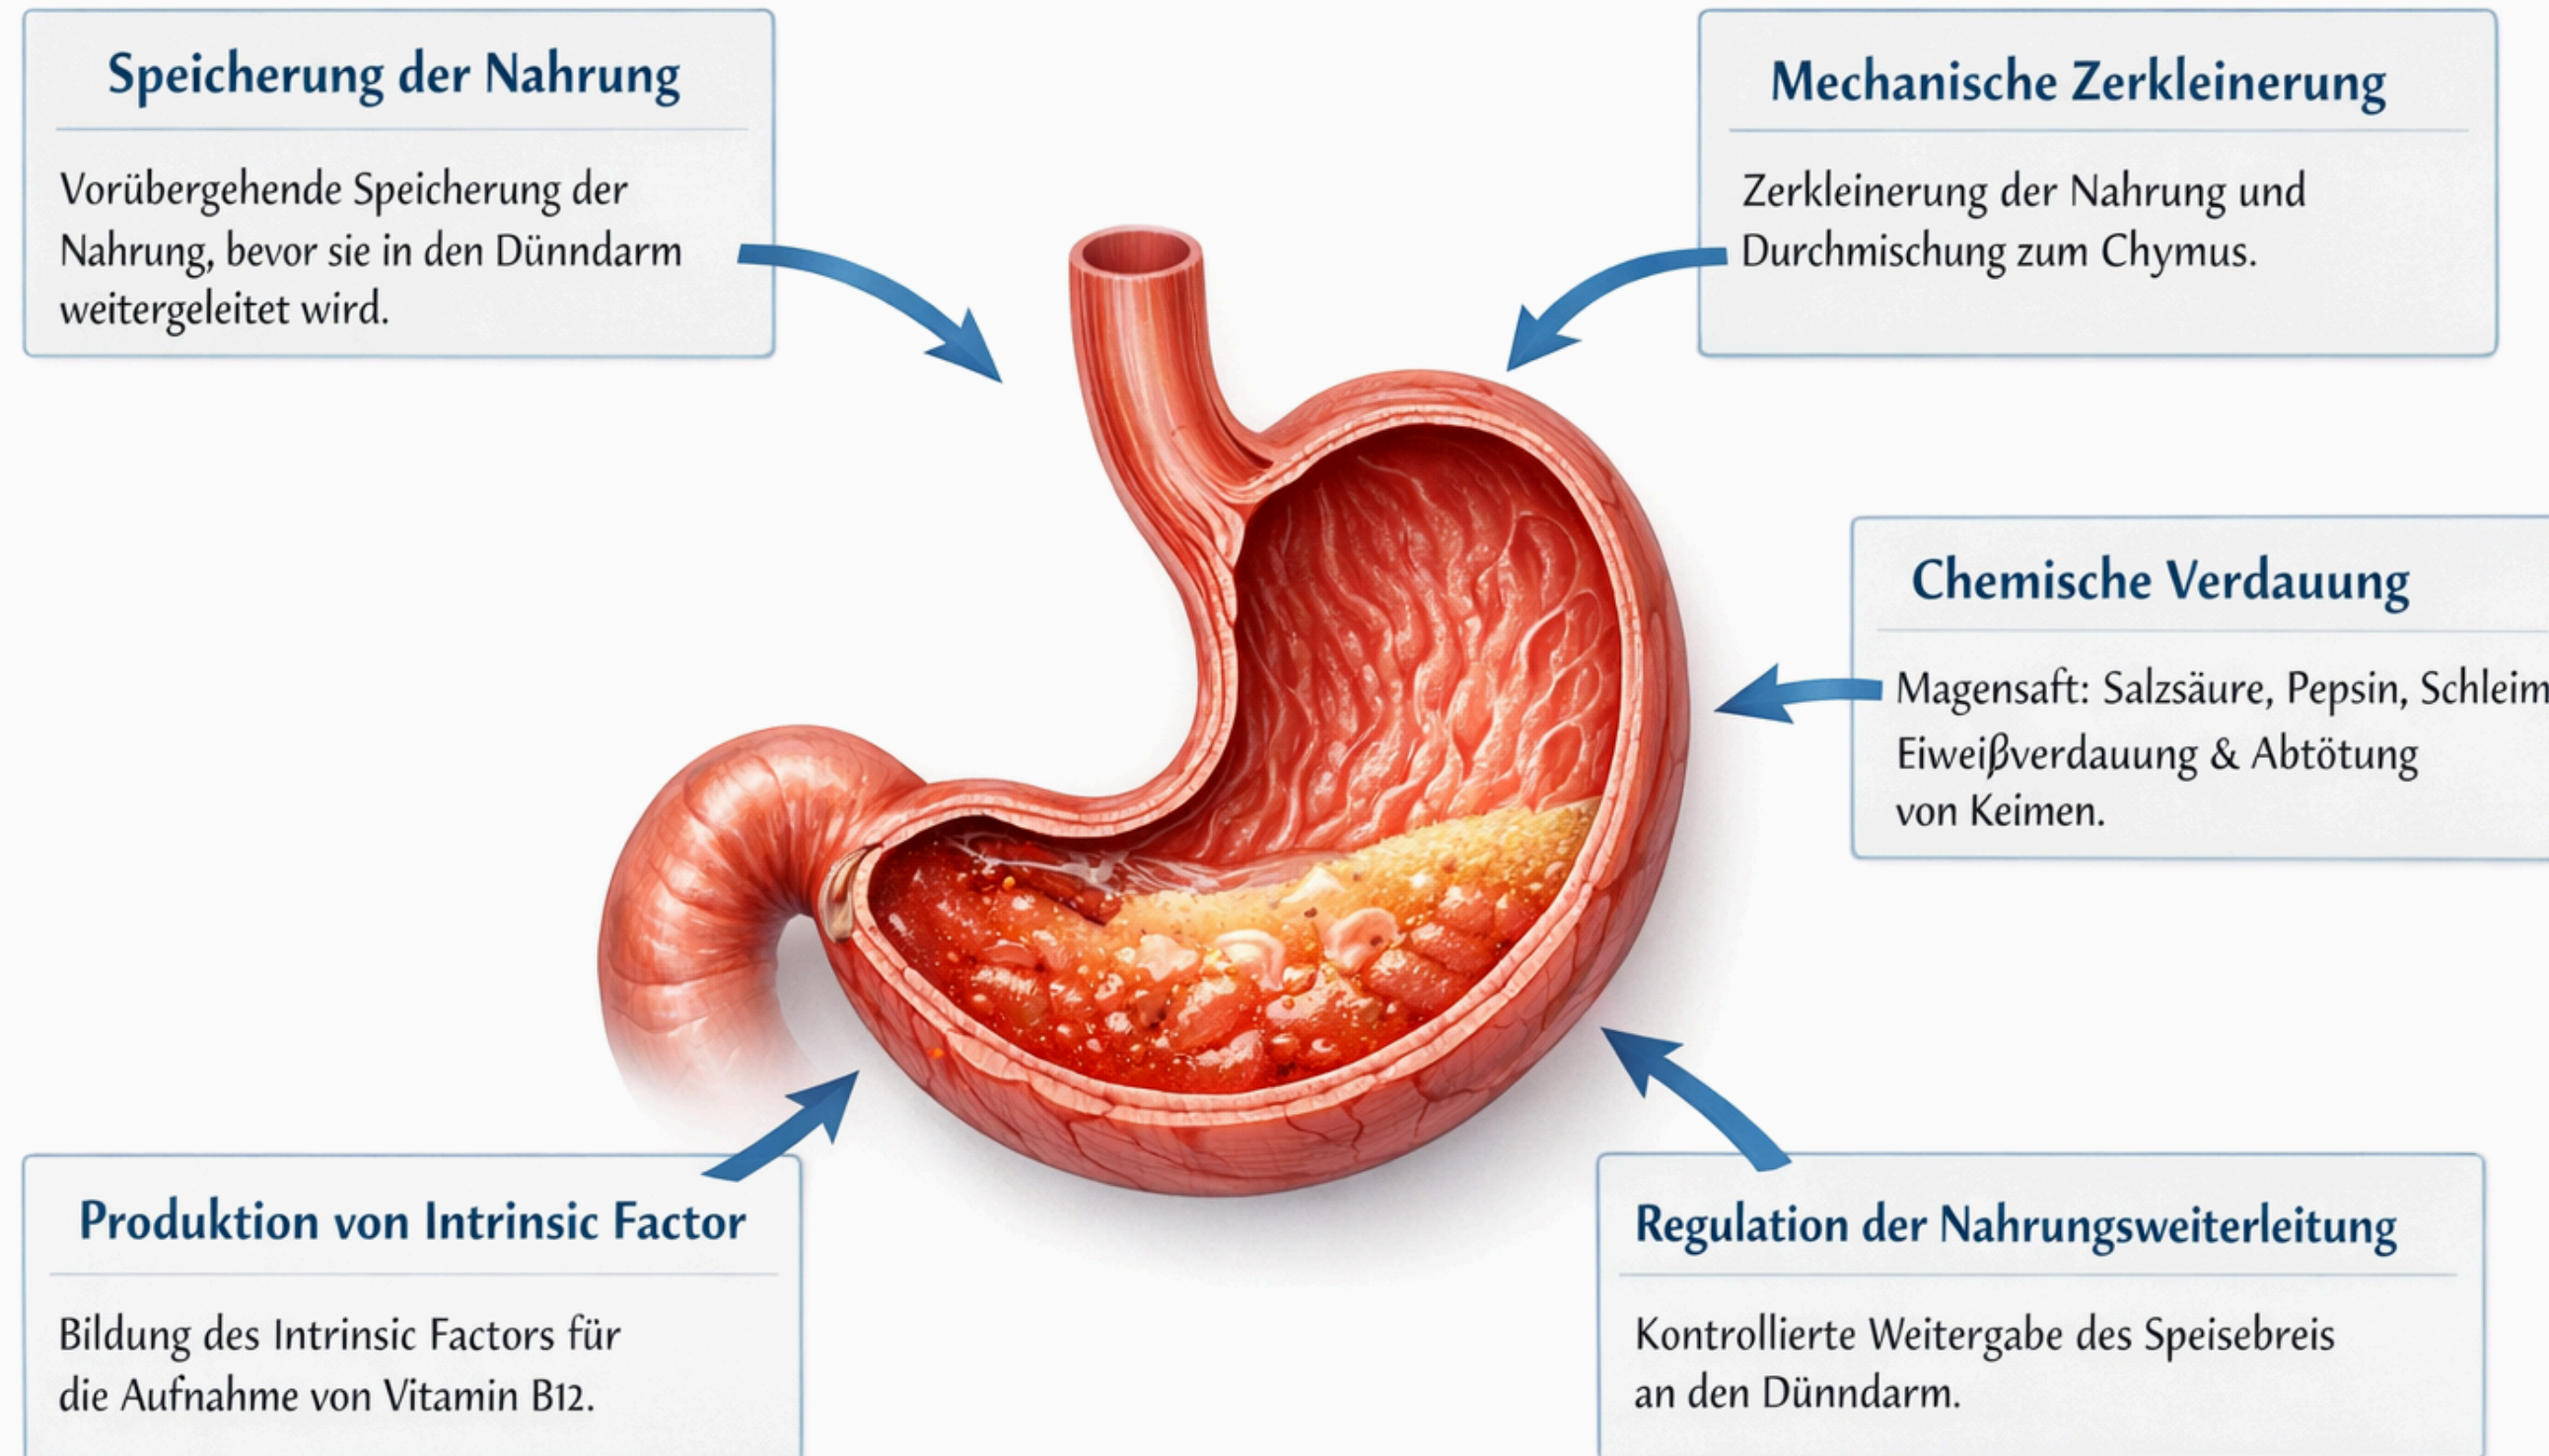 Speicherung der Nahrung
Vorübergehende Speicherung der
Nahrung, bevor sie in den Dünndarm
weitergeleitet wird.
Mechanische Zerkleinerung
Zerkleinerung der Nahrung und
Durchmischung zum Chymus.
Chemische Verdauung
Magensaft: Salzsäure, Pepsin, Schleim
Eiweißverdauung & Abtötung
von Keimen.
Produktion von Intrinsic Factor
Bildung des Intrinsic Factors für
die Aufnahme von Vitamin B12.
Regulation der Nahrungsweiterleitung
Kontrollierte Weitergabe des Speisebreis
an den Dünndarm.